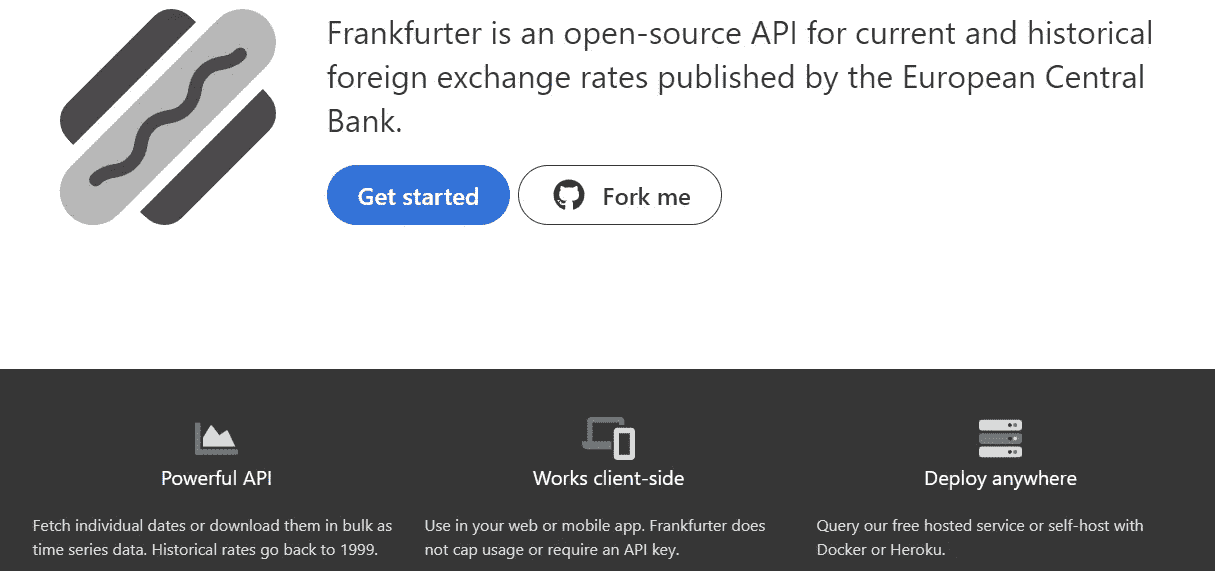 Frankfurter is an open-source API for current and historical
foreign exchange rates published by the European Central
Bank.
Get started
Fork me
Powerful API
Fetch individual dates or download them in bulk as
time series data. Historical rates go back to 1999.
Works client-side
Use in your web or mobile app. Frankfurter does
not cap usage or require an API key.
Deploy anywhere
Query our free hosted service or self-host with
Docker or Heroku.